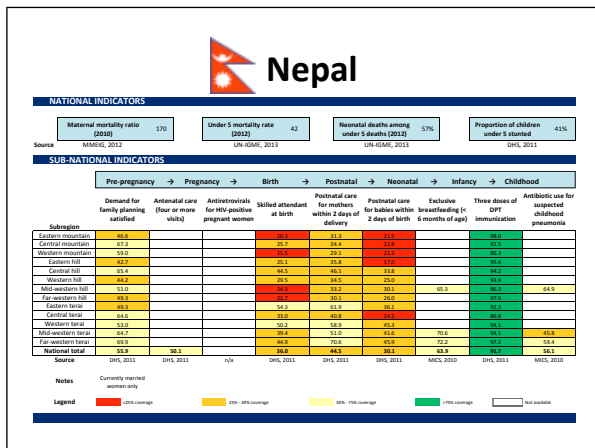 Nepal
NATIONAL INDICATORS
Maternal mortality ratio (2010) 170 Under 5 mortality rate (2012) 42 Neonatal deaths among under 5 deaths (2012) 57% Proportion of children under 5 stunted 41%
Source MMEIG, 2012 UN-IGME, 2013 UN-IGME, 2013 DHS, 2011
SUB-NATIONAL INDICATORS
Pre-pregnancy → Pregnancy → Birth → Postnatal → Neonatal → Infancy → Childhood
Subregion Demand for family planning satisfied Antenatal care (four or more visits) Antiretrovirals for HIV-positive pregnant women Skilled attendant at birth Postnatal care for mothers within 2 days of delivery Postnatal care for babies within 2 days of birth Exclusive breastfeeding (< 6 months of age) Three doses of DPT immunization Antibiotic use for suspected childhood pneumonia
Eastern mountain 46.6 20.3 31.3 23.5 98.0
Central mountain 67.3 25.7 34.4 22.8 92.5
Western mountain 59.0 15.5 29.1 22.3 86.3
Eastern hill 42.7 25.1 35.8 17.0 95.6
Central hill 65.4 44.5 46.1 33.8 94.2
Western hill 44.2 29.5 34.5 25.0 93.9
Mid-western hill 51.0 24.3 33.2 30.1 65.3 86.3 64.9
Far-western hill 49.3 22.7 30.1 26.0 97.0
Eastern terai 49.3 54.3 61.9 36.1 92.2
Central terai 64.6 33.0 40.8 24.2 86.8
Western terai 53.0 50.2 58.9 45.3 94.1
Mid-western terai 64.7 39.4 51.0 41.6 70.6 94.1 45.8
Far-western terai 69.9 44.9 70.6 45.9 72.2 97.2 59.4
National total 55.9 50.1 36.0 44.5 30.1 63.9 91.7 56.1
Source DHS, 2011 DHS, 2011 n/a DHS, 2011 DHS, 2011 DHS, 2011 MICS, 2010 DHS, 2011 MICS, 2010
Notes Currently married women only
Legend <25% coverage 25% - 49% coverage 50% - 75% coverage >75% coverage Not available